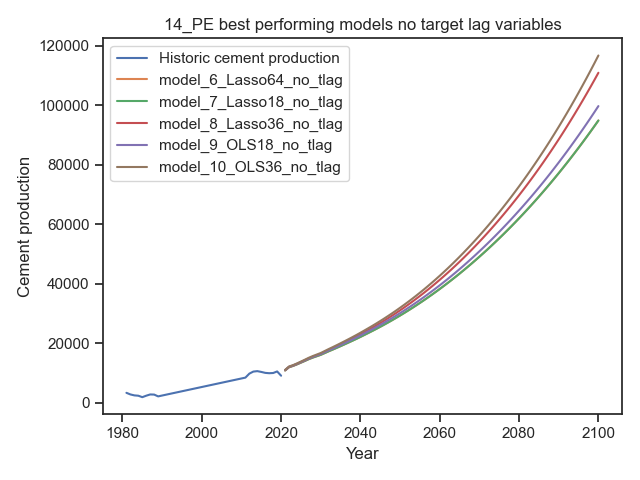 14_PE best performing models no target lag variables
Historic cement production
model_6_Lasso64_no_tlag
model_7_Lasso18_no_tlag
model_8_Lasso36_no_tlag
model_9_OLS18_no_tlag
model_10_OLS36_no_tlag
Cement production
120000
100000
80000
60000
40000
20000
0
1980 2000 2020 2040 2060 2080 2100
Year